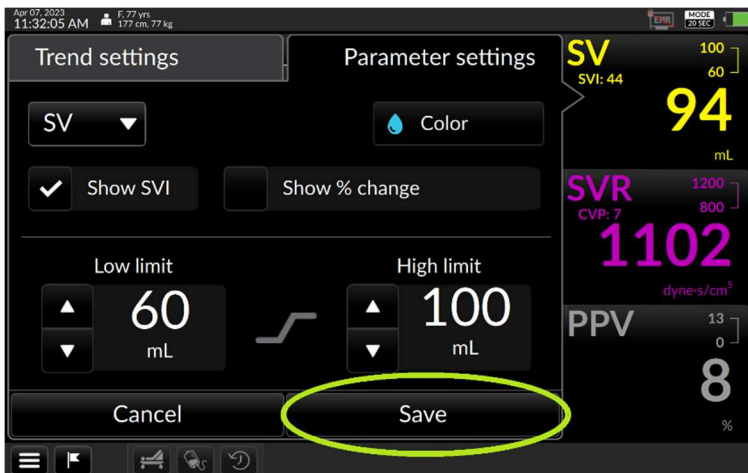 Apr 07, 2023
11:32:05 AM
F, 77 yrs
177 cm, 77 kg
EMR
MODE
20 SEC
Trend settings
Parameter settings
SV
Color
Show SVI
Show % change
Low limit
High limit
60
100
mL
mL
Cancel
Save
SV
SVI: 44
100
60
94
mL
SVR
CVP: 7
1200
800
1102
dyne·s/cm⁵
PPV
13
0
8
%